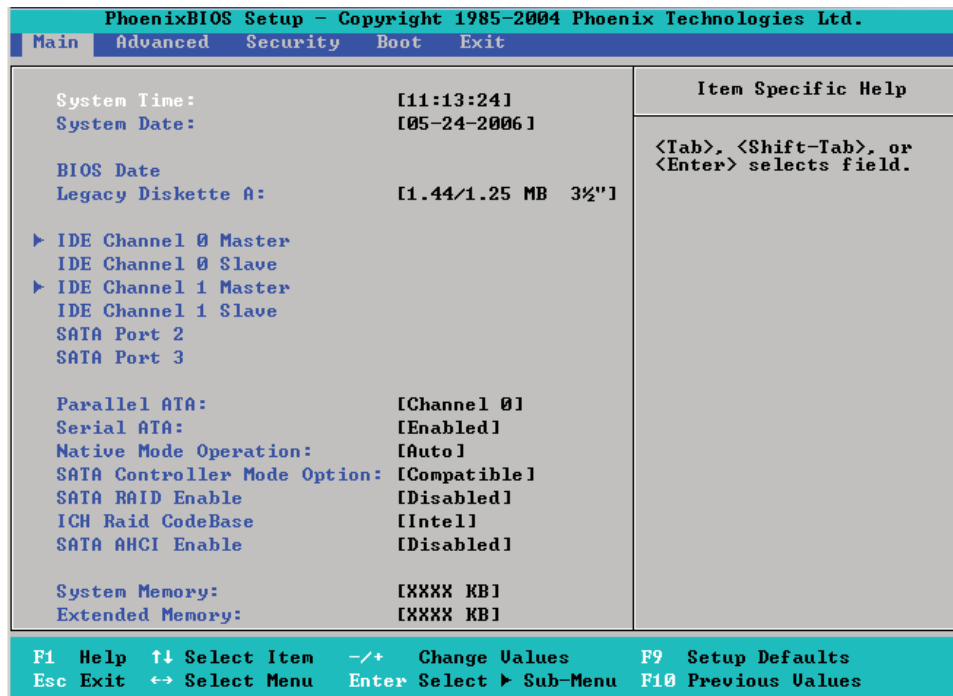 PhoenixBIOS Setup - Copyright 1985-2004 Phoenix Technologies Ltd.
Main Advanced Security Boot Exit
System Time: [11:13:24]
System Date: [05-24-2006]
BIOS Date
Legacy Diskette A: [1.44/1.25 MB 3½"]
IDE Channel 0 Master
IDE Channel 0 Slave
IDE Channel 1 Master
IDE Channel 1 Slave
SATA Port 2
SATA Port 3
Parallel ATA: [Channel 0]
Serial ATA: [Enabled]
Native Mode Operation: [Auto]
SATA Controller Mode Option: [Compatible]
SATA RAID Enable [Disabled]
ICH Raid CodeBase [Intel]
SATA AHCI Enable [Disabled]
System Memory: [XXXX KB]
Extended Memory: [XXXX KB]
Item Specific Help
<Tab>, <Shift-Tab>, or
<Enter> selects field.
F1 Help ↑↓ Select Item -/+ Change Values F9 Setup Defaults
Esc Exit ↔ Select Menu Enter Select ▶ Sub-Menu F10 Previous Values